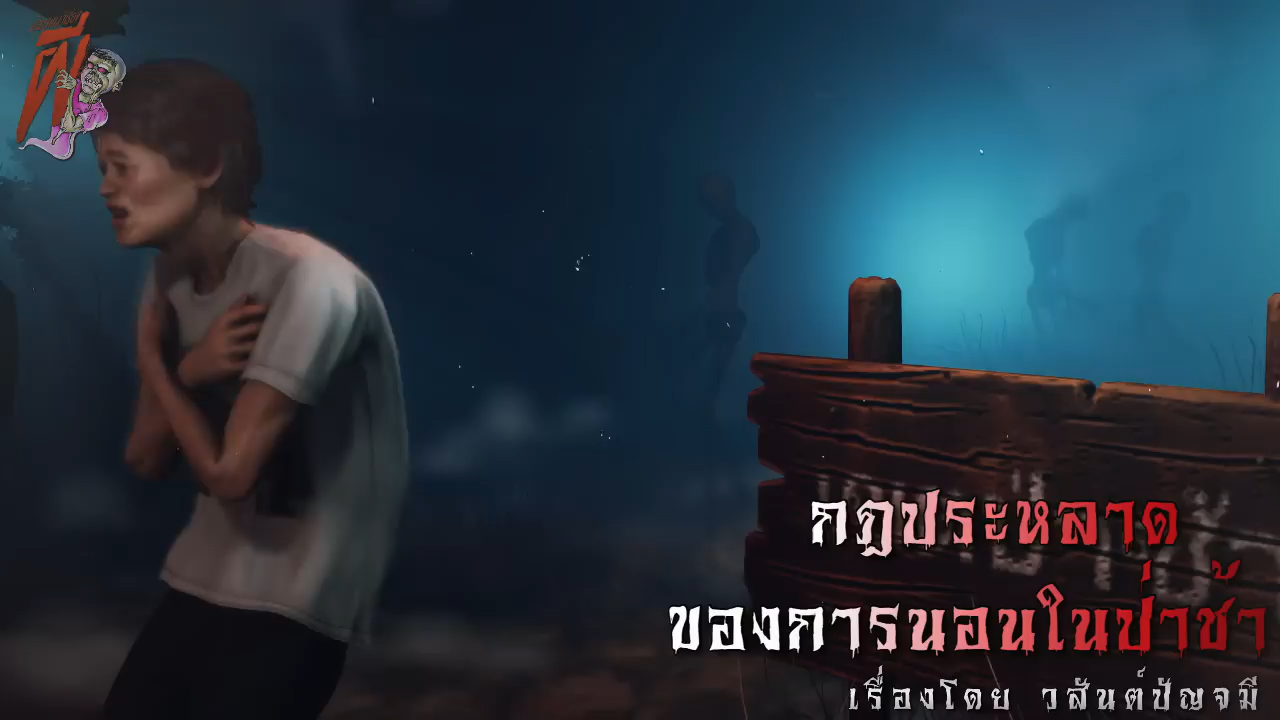 ผี
กฎประหลาด
ของการนอนในป่าช้า
เรื่องโดย วสันต์ปัญจมี